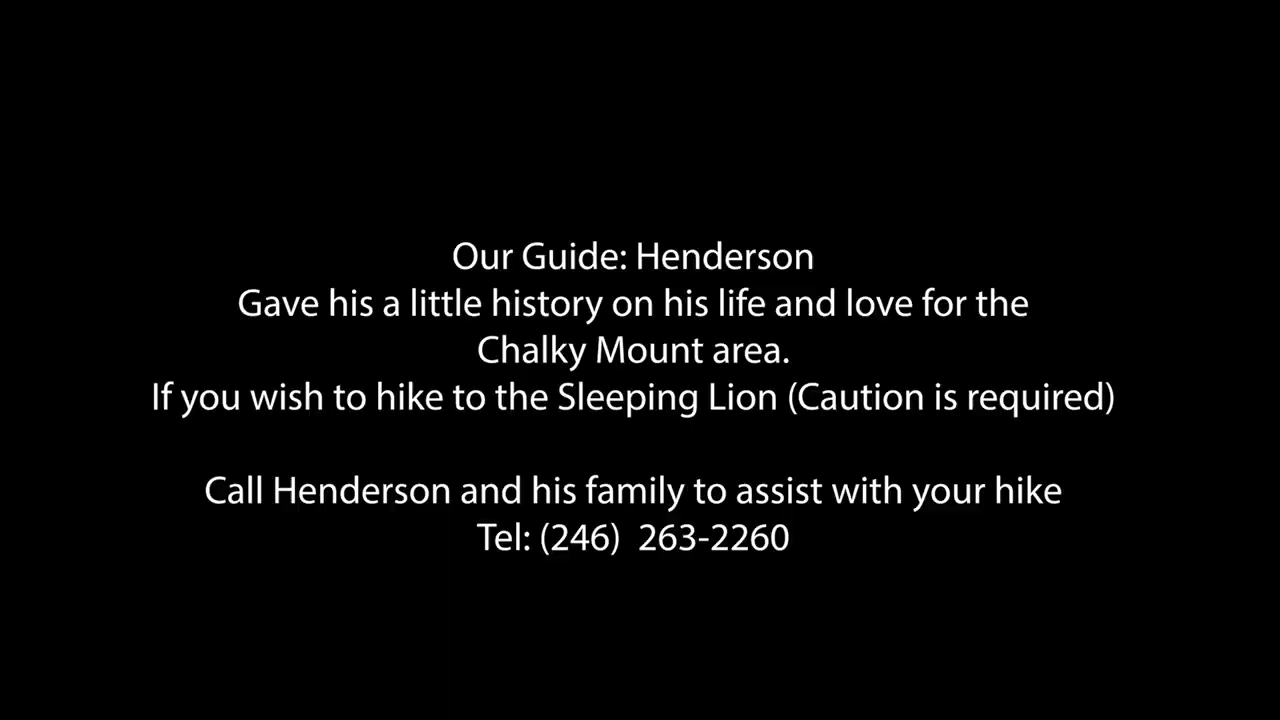 Our Guide: Henderson
Gave his a little history on his life and love for the
Chalky Mount area.
If you wish to hike to the Sleeping Lion (Caution is required)
Call Henderson and his family to assist with your hike
Tel: (246)  263-2260